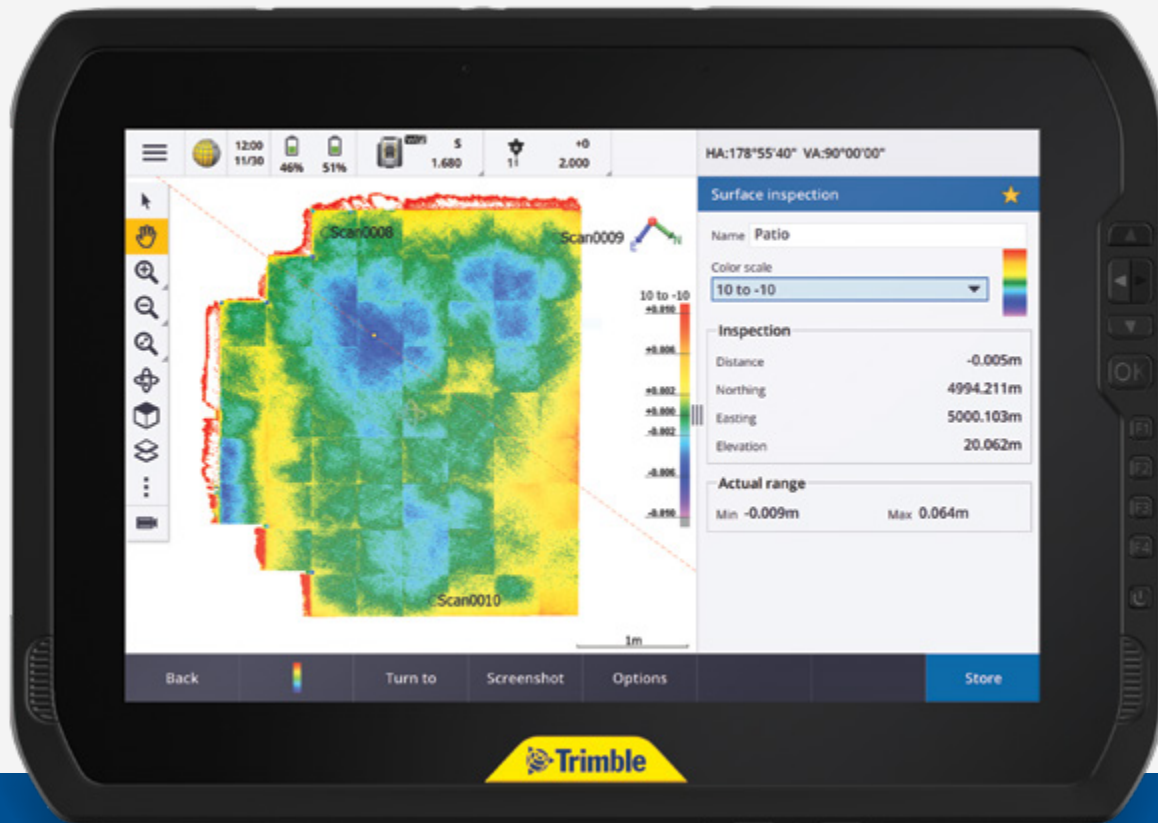 12:00
11/30
46%
51%
S
1.680
1
+0
2.000
HA:178°55'40" VA:90°00'00"
Surface inspection
Name Patio
Color scale
10 to -10
Inspection
Distance -0.005m
Northing 4994.211m
Easting 5000.103m
Elevation 20.062m
Actual range
Min -0.009m Max 0.064m
Scan0008
Scan0009
E
N
10 to -10
+0.010
+0.006
+0.002
+0.000
-0.002
-0.006
-0.010
Scan0010
1m
Back
Turn to
Screenshot
Options
Store
OK
F1
F2
F3
F4
Trimble